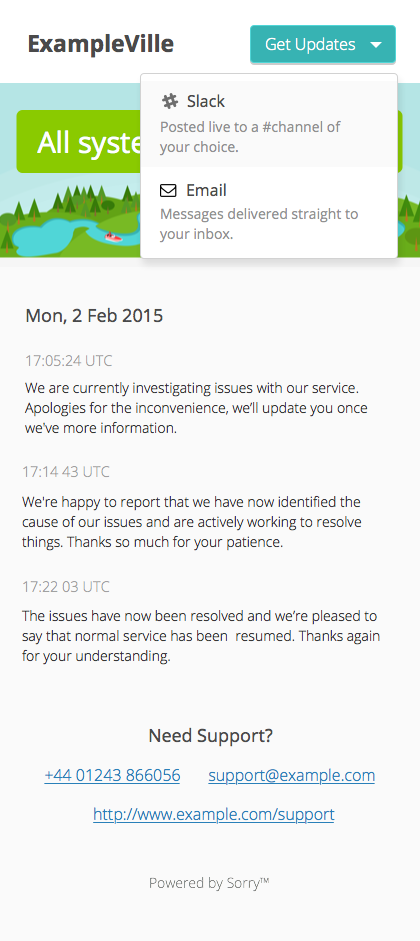 ExampleVille
Get Updates
Slack
Posted live to a #channel of
your choice.
Email
Messages delivered straight to
your inbox.
All syste
Mon, 2 Feb 2015
17:05:24 UTC
We are currently investigating issues with our service.
Apologies for the inconvenience, we’ll update you once
we've more information.
17:14 43 UTC
We're happy to report that we have now identified the
cause of our issues and are actively working to resolve
things. Thanks so much for your patience.
17:22 03 UTC
The issues have now been resolved and we’re pleased to
say that normal service has been  resumed. Thanks again
for your understanding.
Need Support?
+44 01243 866056 support@example.com
http://www.example.com/support
Powered by Sorry™